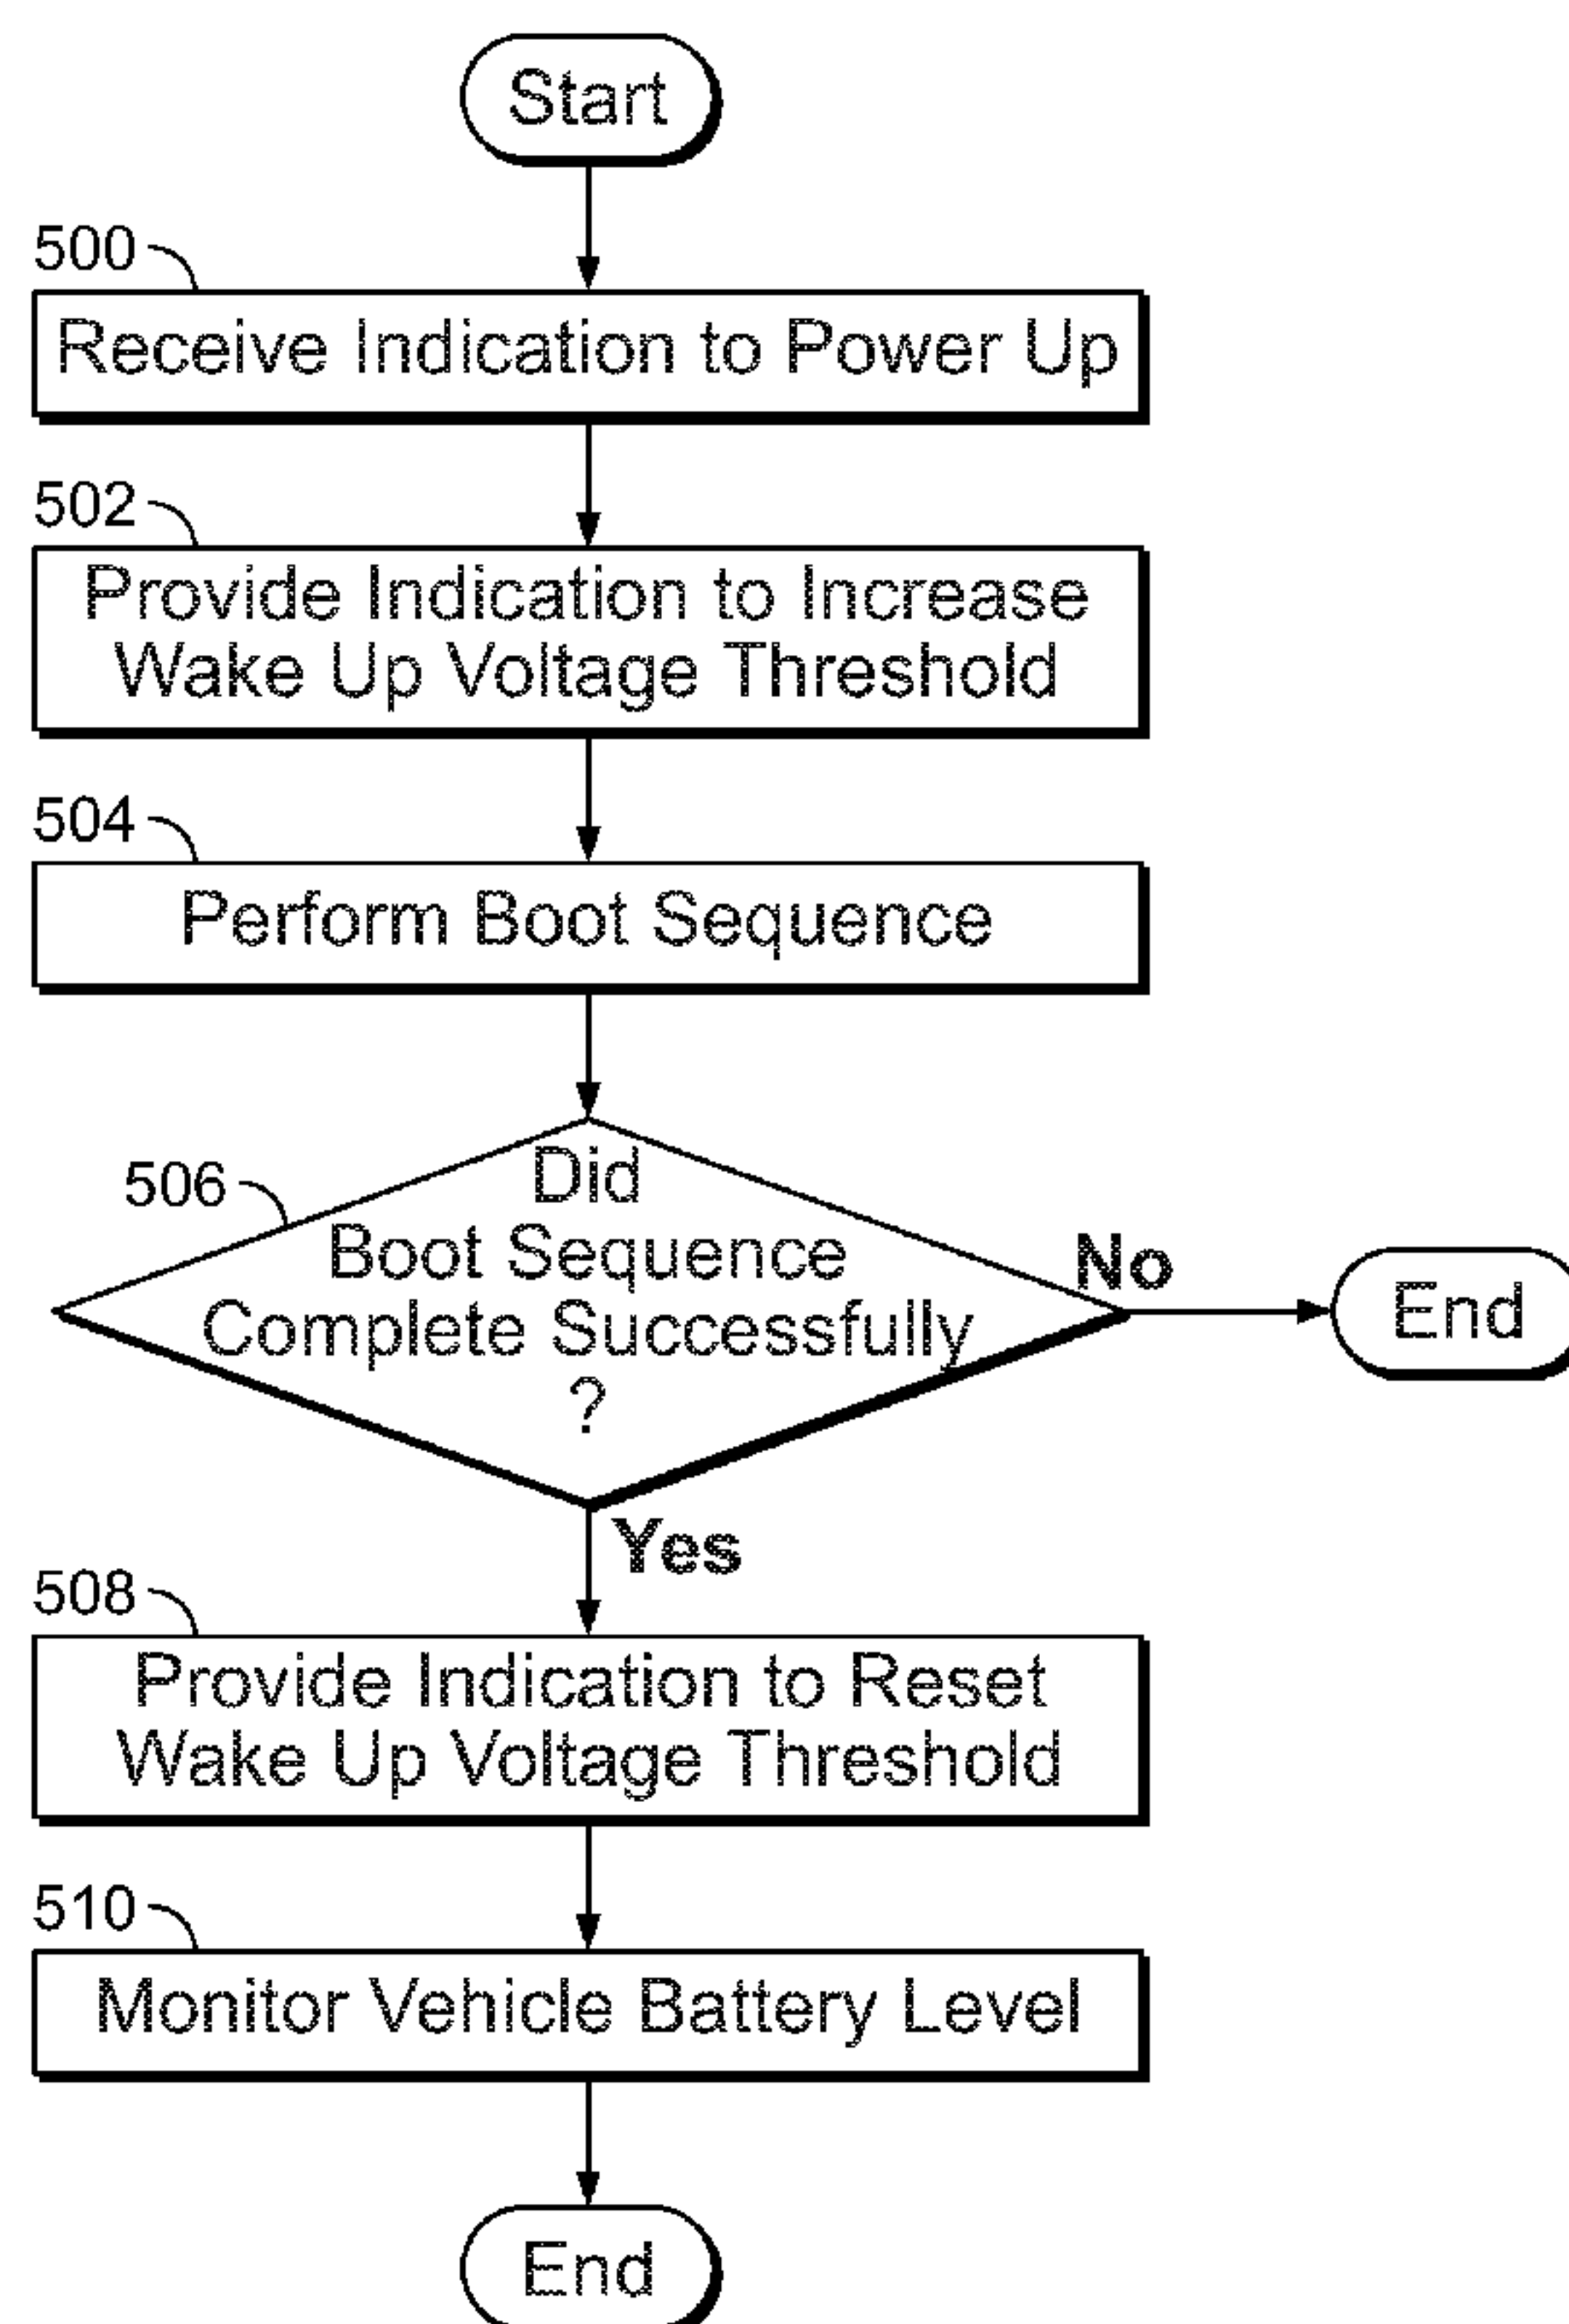 Start
500
Receive Indication to Power Up
502
Provide Indication to Increase
Wake Up Voltage Threshold
504
Perform Boot Sequence
506
Did
Boot Sequence
Complete Successfully
?
No
End
Yes
508
Provide Indication to Reset
Wake Up Voltage Threshold
510
Monitor Vehicle Battery Level
End